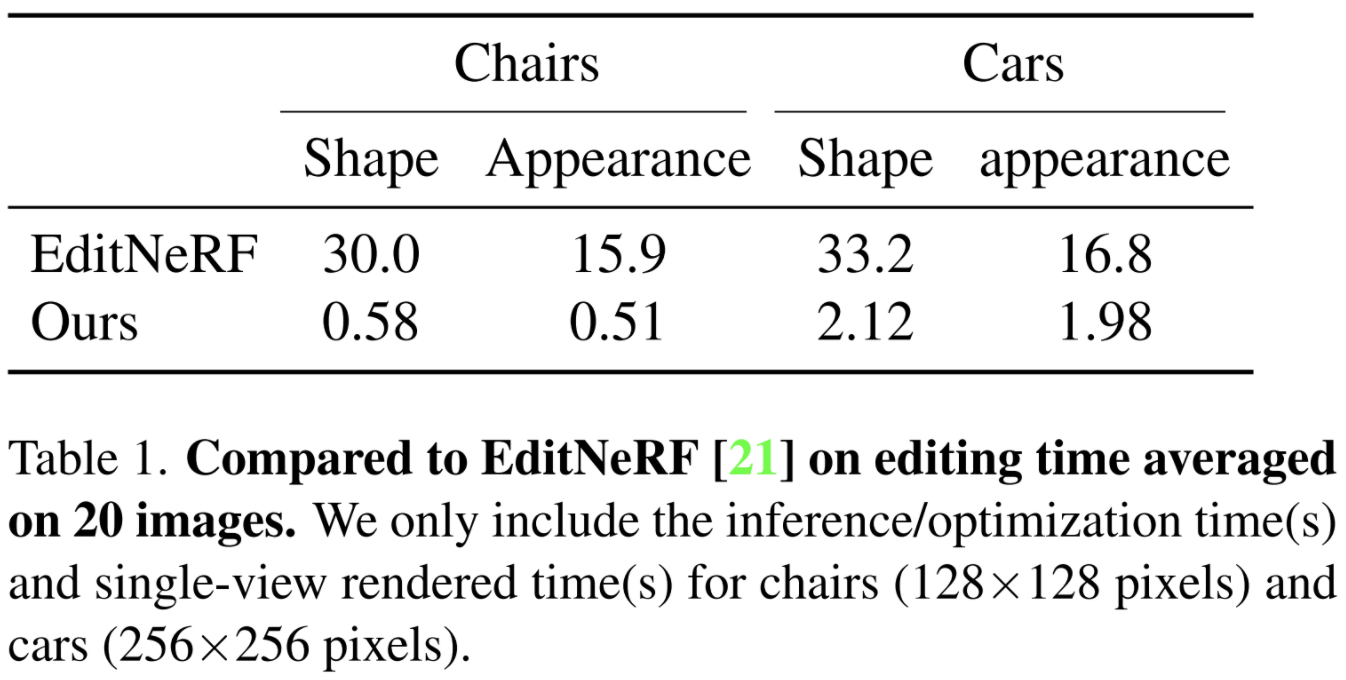 Chairs Cars
Shape Appearance Shape appearance
EditNeRF 30.0 15.9 33.2 16.8
Ours 0.58 0.51 2.12 1.98
Table 1. Compared to EditNeRF [21] on editing time averaged
on 20 images. We only include the inference/optimization time(s)
and single-view rendered time(s) for chairs (128×128 pixels) and
cars (256×256 pixels).